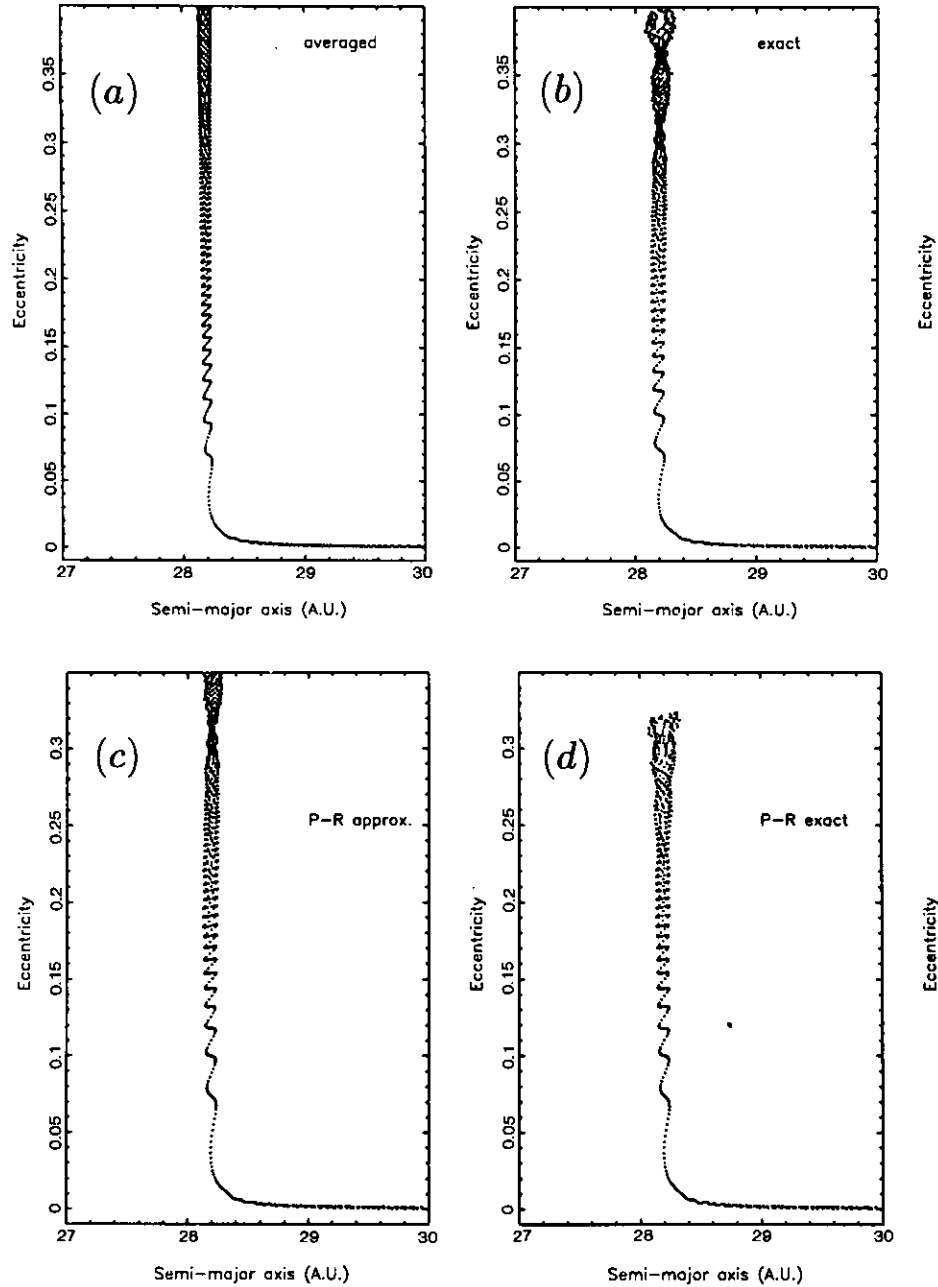 averaged
(a)
Eccentricity
0.35
0.3
0.25
0.2
0.15
0.1
0.05
0
27 28 29 30
Semi-major axis (A.U.)
exact
(b)
Eccentricity
0.35
0.3
0.25
0.2
0.15
0.1
0.05
0
27 28 29 30
Semi-major axis (A.U.)
Eccentricity
(c)
P-R approx.
Eccentricity
0.3
0.25
0.2
0.15
0.1
0.05
0
27 28 29 30
Semi-major axis (A.U.)
(d)
P-R exact
Eccentricity
0.3
0.25
0.2
0.15
0.1
0.05
0
27 28 29 30
Semi-major axis (A.U.)
Eccentricity